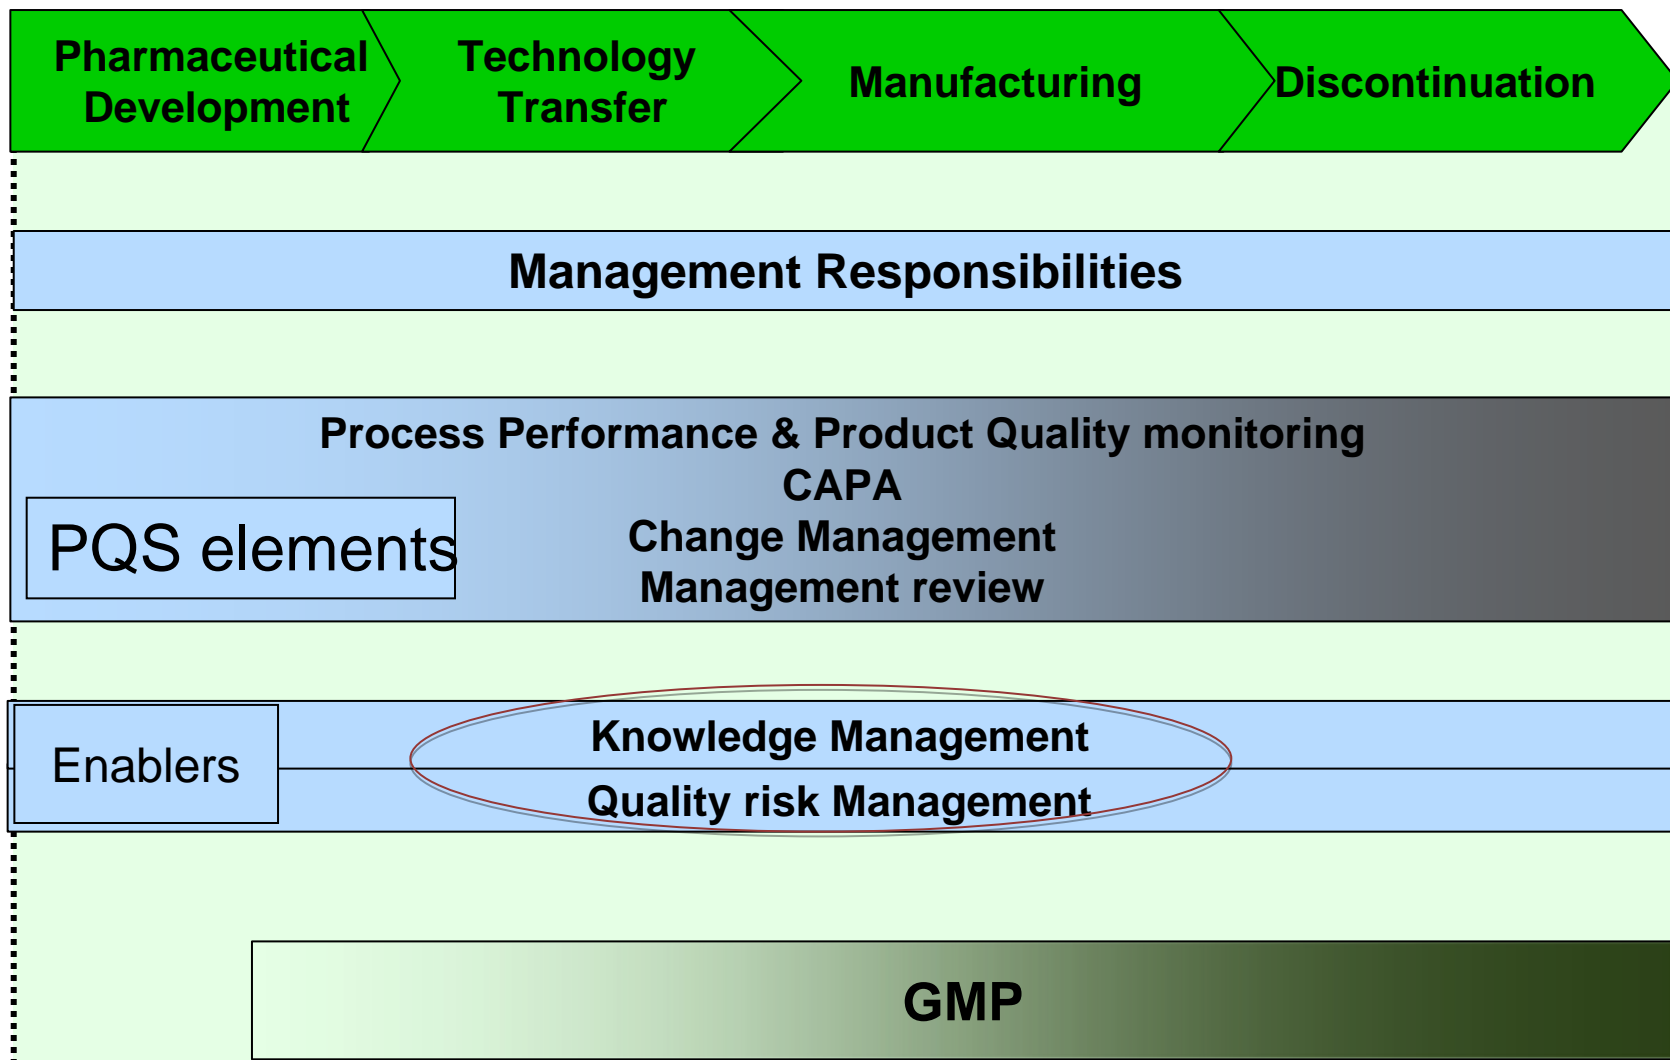 Pharmaceutical
Development
Technology
Transfer
Manufacturing
Discontinuation
Management Responsibilities
Process Performance & Product Quality monitoring
CAPA
Change Management
Management review
PQS elements
Enablers
Knowledge Management
Quality risk Management
GMP